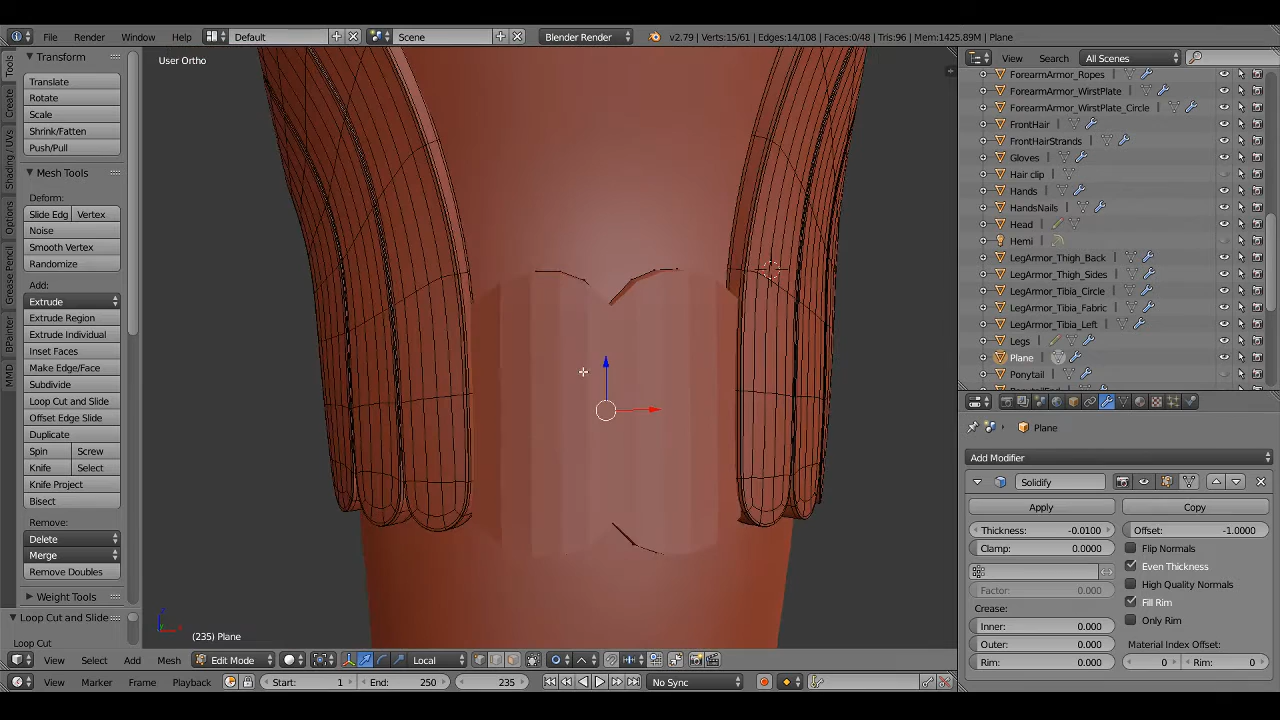 File Render Window Help Default Scene Blender Render v2.79 | Verts:15/61 | Edges:14/108 | Faces:0/48 | Tris:96 | Mem:1425.89M | Plane
Tools
Create
Shading / UVs
Options
Grease Pencil
BPainter
MMD
Transform
Translate
Rotate
Scale
Shrink/Fatten
Push/Pull
Mesh Tools
Deform:
Slide Edg Vertex
Noise
Smooth Vertex
Randomize
Add:
Extrude
Extrude Region
Extrude Individual
Inset Faces
Make Edge/Face
Subdivide
Loop Cut and Slide
Offset Edge Slide
Duplicate
Spin Screw
Knife Select
Knife Project
Bisect
Remove:
Delete
Merge
Remove Doubles
Weight Tools
Loop Cut and Slide
Loop Cut
User Ortho
(235) Plane
View Search All Scenes
ForearmArmor_Ropes
ForearmArmor_WirstPlate
ForearmArmor_WirstPlate_Circle
FrontHair
FrontHairStrands
Gloves
Hair clip
Hands
HandsNails
Head
Hemi
LegArmor_Thigh_Back
LegArmor_Thigh_Sides
LegArmor_Tibia_Circle
LegArmor_Tibia_Fabric
LegArmor_Tibia_Left
Legs
Plane
Ponytail
Plane
Add Modifier
Solidify
Apply Copy
Thickness: -0.0100 Offset: -1.0000
Clamp: 0.0000 Flip Normals
Even Thickness
Factor: 0.000 High Quality Normals
Crease: Fill Rim
Inner: 0.000 Only Rim
Outer: 0.000 Material Index Offset:
Rim: 0.000 0 Rim: 0
View Select Add Mesh Edit Mode Local
View Marker Frame Playback Start: 1 End: 250 235 No Sync